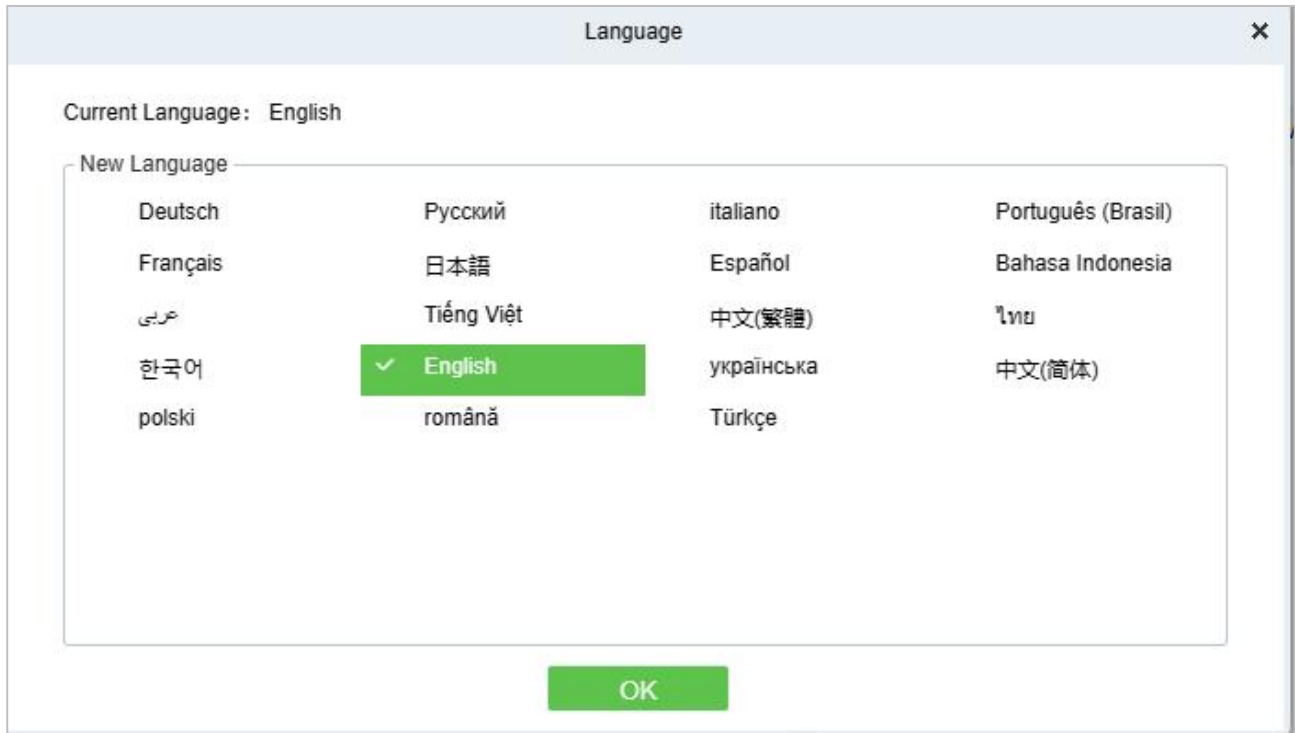 Language
Current Language： English
New Language
Deutsch Русский italiano Português (Brasil)
Français 日本語 Español Bahasa Indonesia
عربى Tiếng Việt 中文(繁體) ไทย
한국어 English українська 中文(简体)
polski română Türkçe
OK